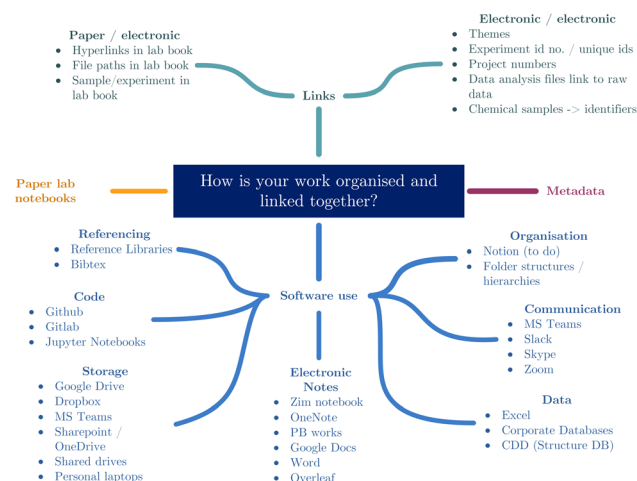 Paper / electronic
• Hyperlinks in lab book
• File paths in lab book
• Sample/experiment in
lab book
Electronic / electronic
• Themes
• Experiment id no. / unique ids
• Project numbers
• Data analysis files link to raw
data
• Chemical samples -> identifiers
Links
How is your work organised and
linked together?
Paper lab
notebooks
Metadata
Referencing
• Reference Libraries
• Bibtex
Code
• Github
• Gitlab
• Jupyter Notebooks
Storage
• Google Drive
• Dropbox
• MS Teams
• Sharepoint /
OneDrive
• Shared drives
• Personal laptops
Software use
Electronic
Notes
• Zim notebook
• OneNote
• PB works
• Google Docs
• Word
• Overleaf
Organisation
• Notion (to do)
• Folder structures /
hierarchies
Communication
• MS Teams
• Slack
• Skype
• Zoom
Data
• Excel
• Corporate Databases
• CDD (Structure DB)